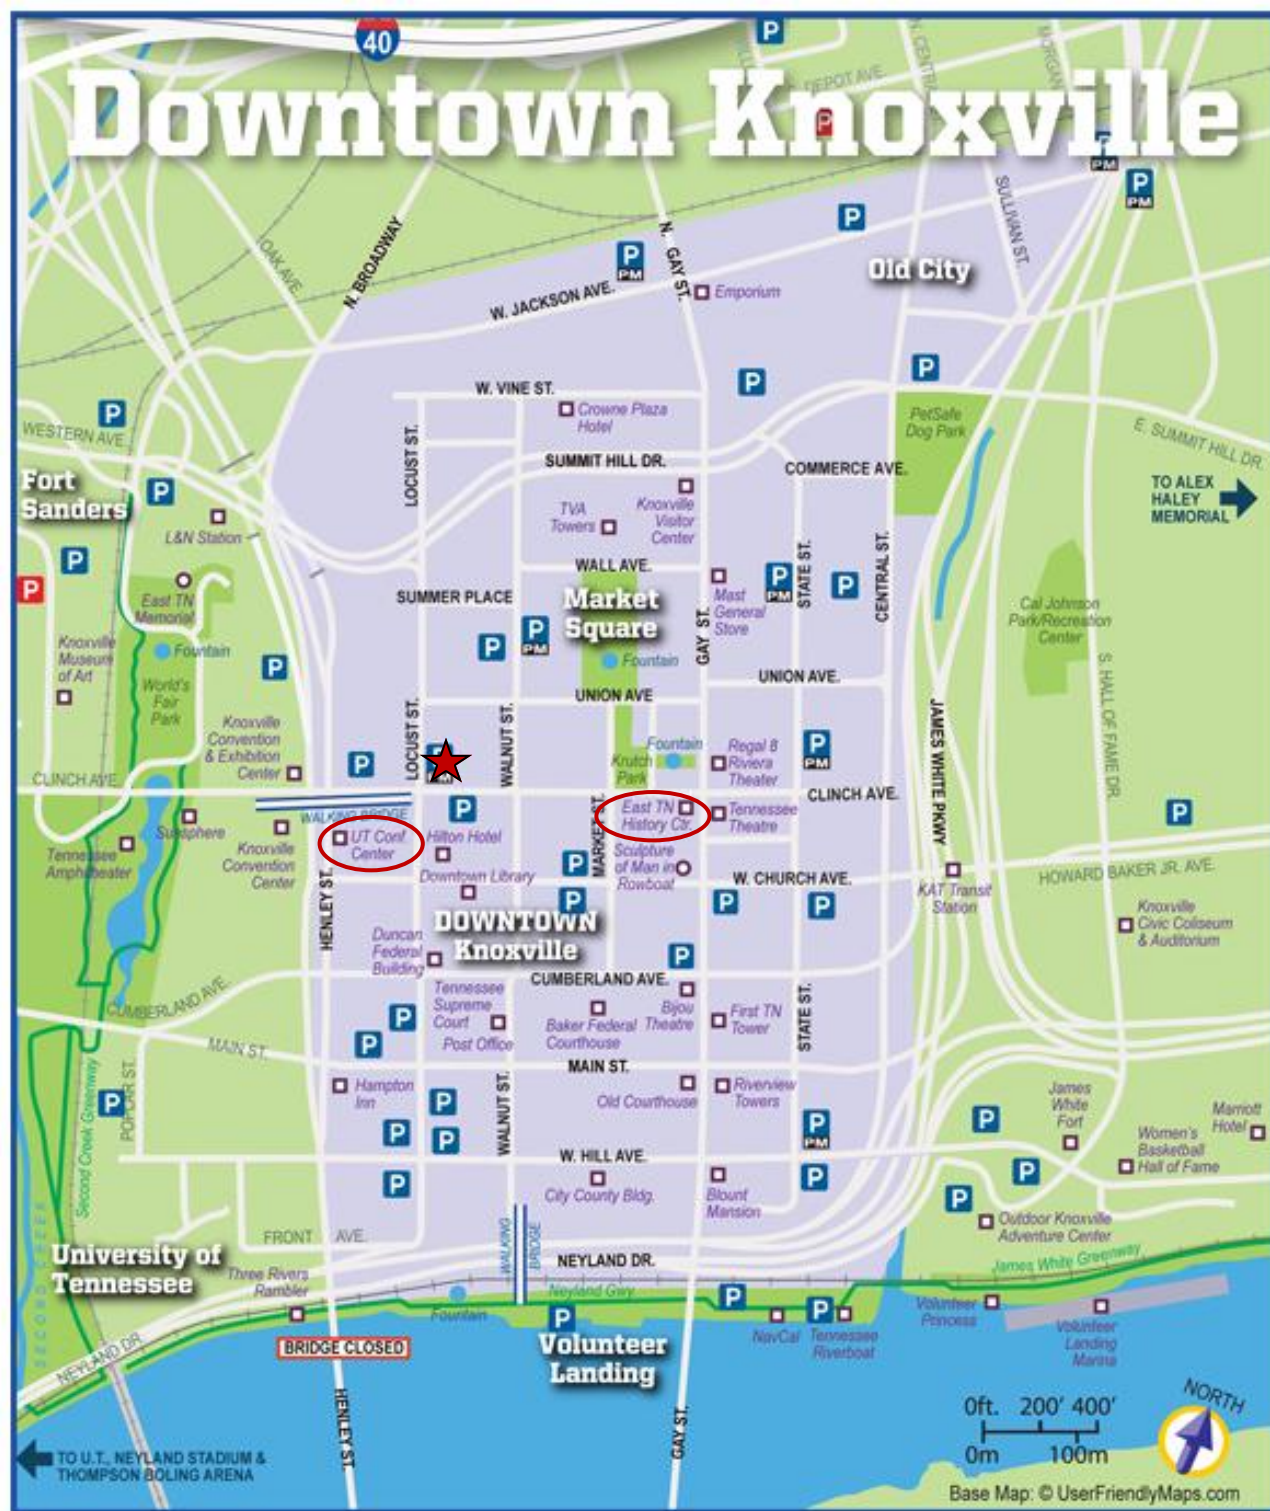 40
P
Downtown Knoxville
DEPOT AVE.
N. CENTRAL
MORGAN
P
PM
P
PM
SULLIVAN ST.
P
OAK AVE.
N. BROADWAY
P
PM
N. GAY ST.
Old City
W. JACKSON AVE.
Emporium
P
P
W. VINE ST.
Crowne Plaza
Hotel
PetSafe
Dog Park
P
WESTERN AVE
E. SUMMIT HILL DR.
LOCUST ST.
SUMMIT HILL DR.
COMMERCE AVE.
Fort
Sanders
P
TO ALEX
HALEY
MEMORIAL
L&N Station
TVA
Towers
Knoxville
Visitor
Center
P
P
WALL AVE.
STATE ST.
CENTRAL ST.
East TN
Memorial
SUMMER PLACE
Market
Square
Mast
General
Store
P
PM
P
Cal Johnson
Park/Recreation
Center
Knoxville
Museum
of Art
Fountain
P
P
P
PM
Fountain
GAY ST.
World's
Fair
Park
UNION AVE
UNION AVE.
S. HALL OF FAME DR.
Knoxville
Convention
& Exhibition
Center
LOCUST ST.
WALNUT ST.
JAMES WHITE PKWY
P
Krutch
Park
Fountain
Regal 8
Riviera
Theater
P
PM
CLINCH AVE.
CLINCH AVE.
WALKING BRIDGE
P
MARKET ST.
East TN
History Ctr.
Tennessee
Theatre
P
Sunsphere
Tennessee
Amphitheater
Knoxville
Convention
Center
UT Conf.
Center
Hilton Hotel
Downtown Library
P
Sculpture
of Man in
Rowboat
W. CHURCH AVE.
HOWARD BAKER JR. AVE.
KAT Transit
Station
HENLEY ST.
P
P
P
DOWNTOWN
Knoxville
Knoxville
Civic Coliseum
& Auditorium
Duncan
Federal
Building
P
CUMBERLAND AVE.
CUMBERLAND AVE.
Tennessee
Supreme
Court
Post Office
Baker Federal
Courthouse
Bijou
Theatre
First TN
Tower
STATE ST.
P
P
MAIN ST.
MAIN ST.
POPLAR ST.
Second Creek Greenway
P
Hampton
Inn
P
WALNUT ST.
Old Courthouse
Riverview
Towers
James
White
Fort
Marriott
Hotel
P
P
P
PM
P
Women's
Basketball
Hall of Fame
W. HILL AVE.
P
City County Bldg.
Blount
Mansion
P
P
P
Outdoor Knoxville
Adventure Center
FRONT AVE.
WALKING
BRIDGE
University of
Tennessee
NEYLAND DR.
James White Greenway
Three Rivers
Rambler
SECOND CREEK
Fountain
Neyland Gwy
P
P
P
NavCal
Tennessee
Riverboat
Volunteer
Princess
Volunteer
Landing
Marina
BRIDGE CLOSED
Volunteer
Landing
NEYLAND DR.
HENLEY ST.
GAY ST.
0ft. 200' 400'
0m 100m
NORTH
TO U.T., NEYLAND STADIUM &
THOMPSON BOLING ARENA
Base Map: © UserFriendlyMaps.com